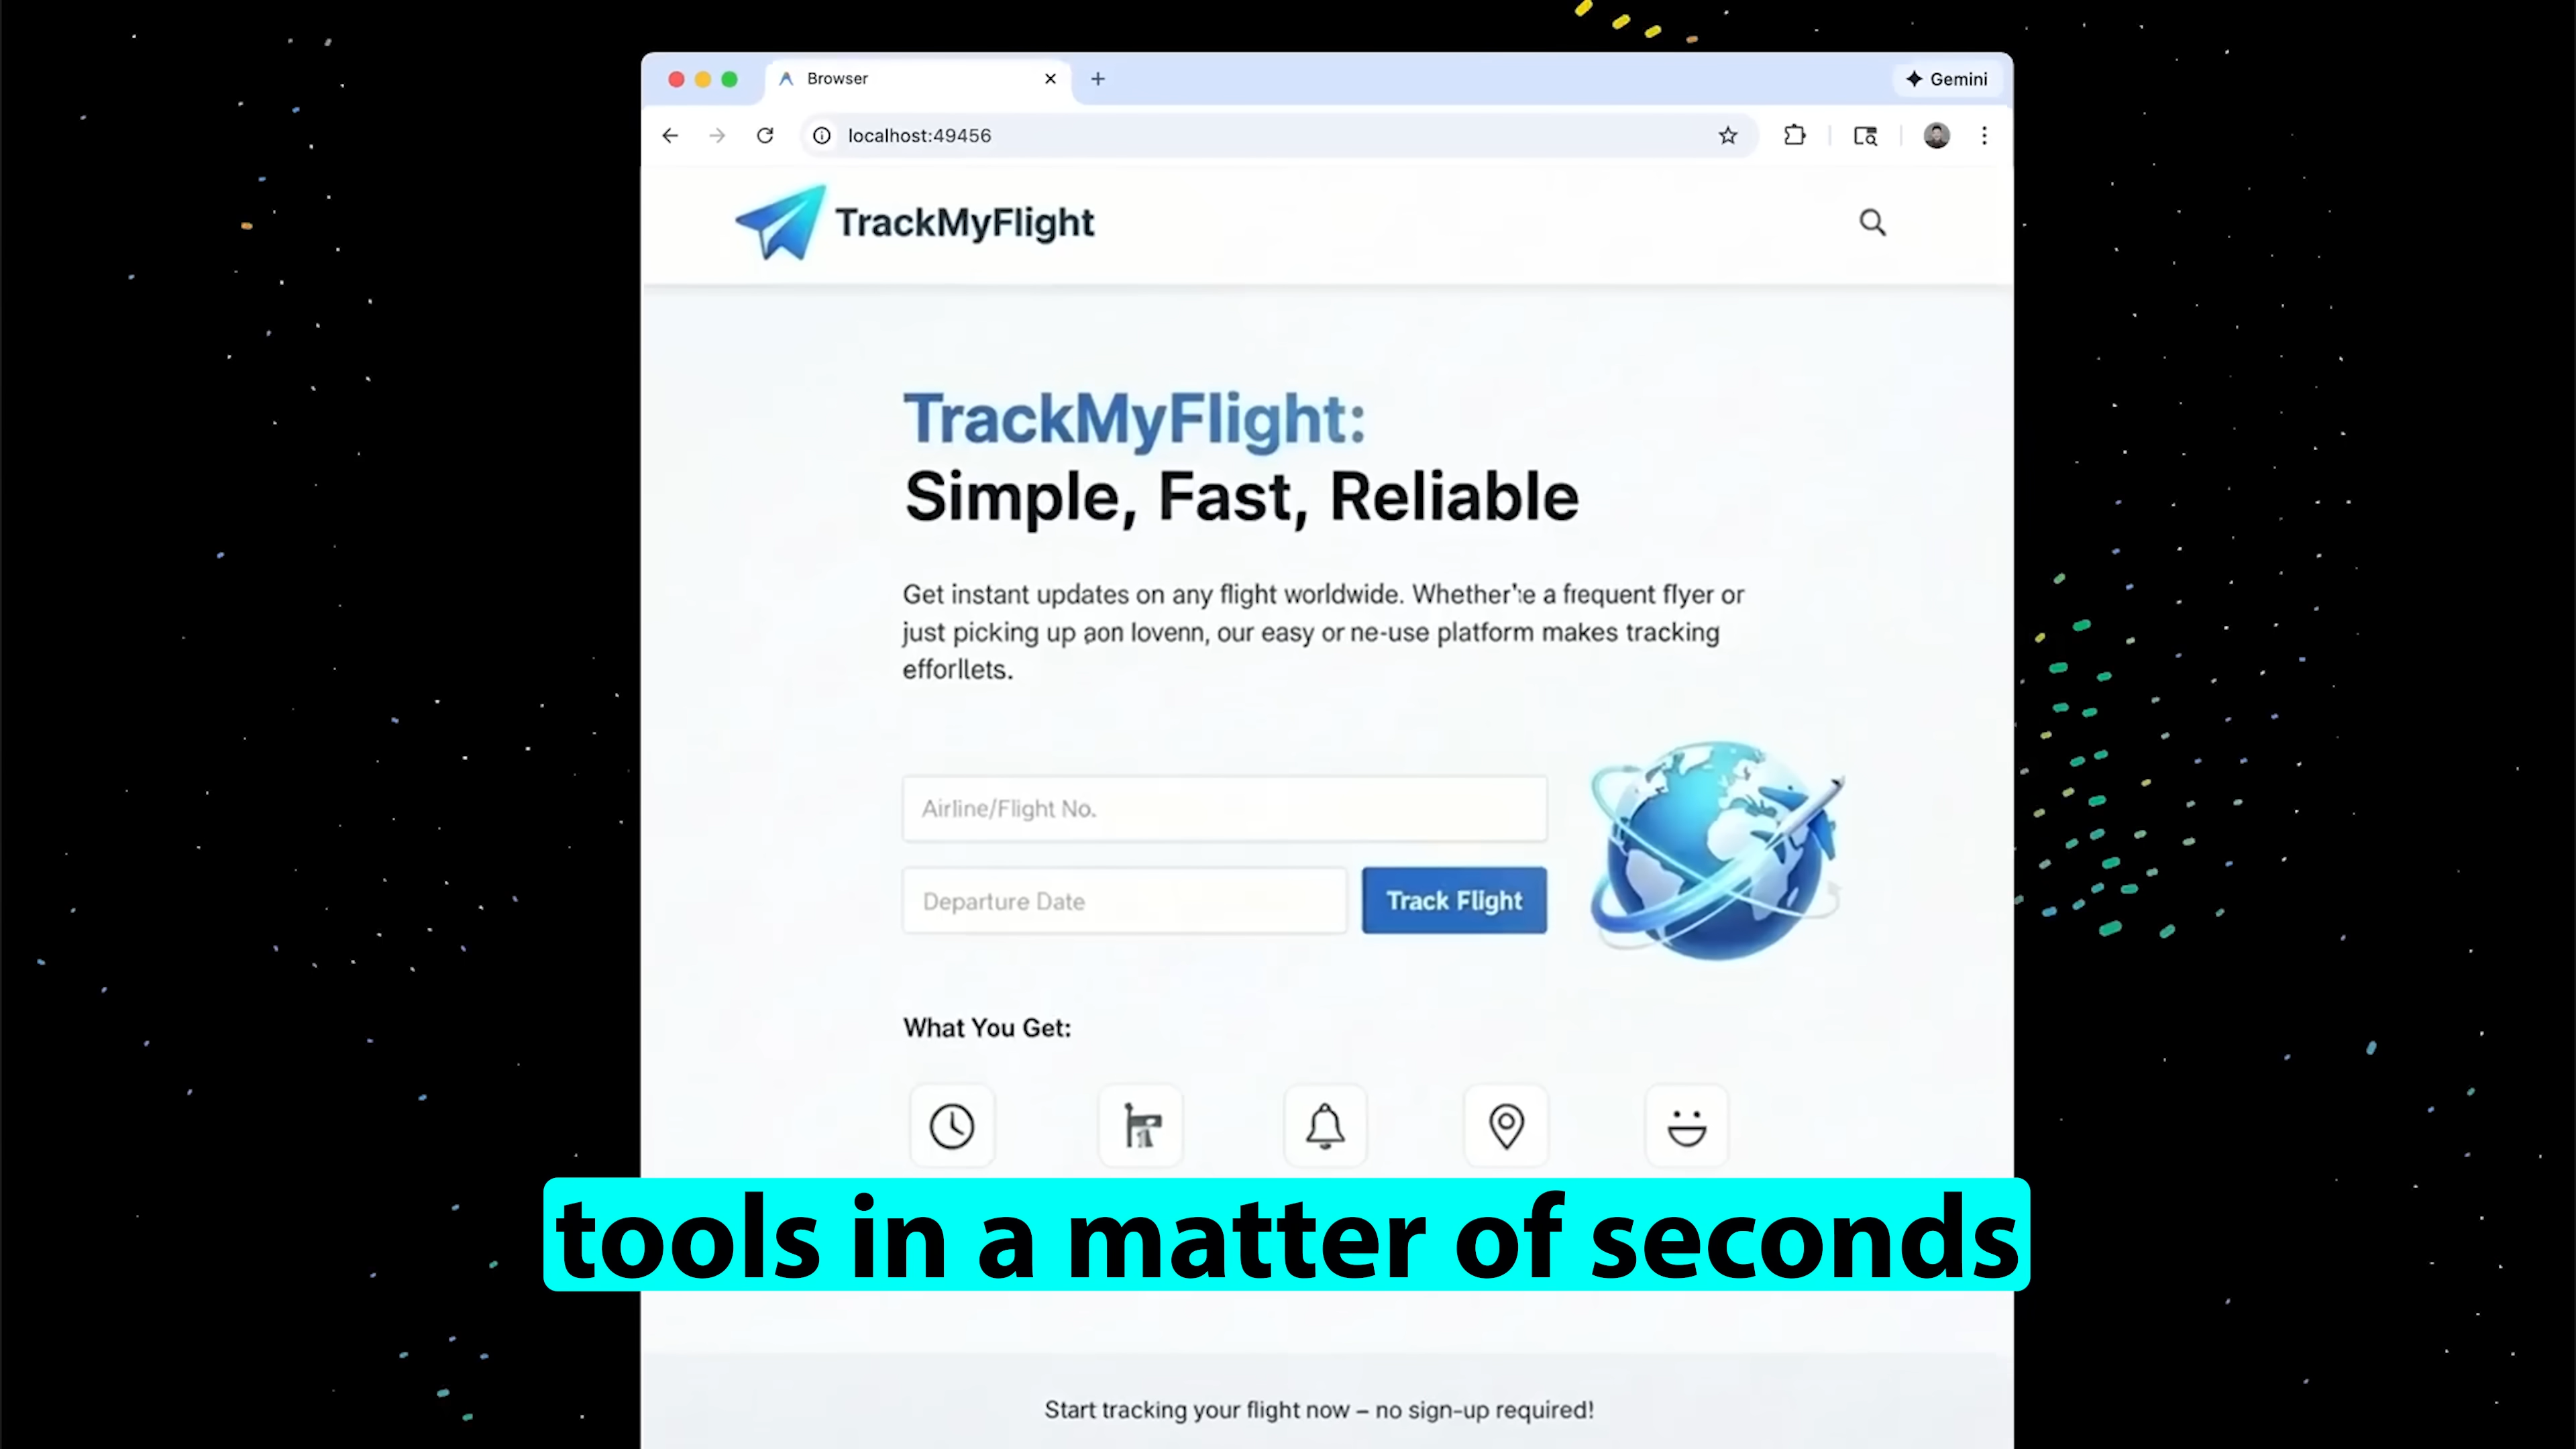 Browser
Gemini
localhost:49456
TrackMyFlight
TrackMyFlight:
Simple, Fast, Reliable
Get instant updates on any flight worldwide. Whether'e a frequent flyer or
just picking up aon lovenn, our easy or ne-use platform makes tracking
efforllets.
Airline/Flight No.
Departure Date
Track Flight
What You Get:
tools in a matter of seconds
Start tracking your flight now – no sign-up required!